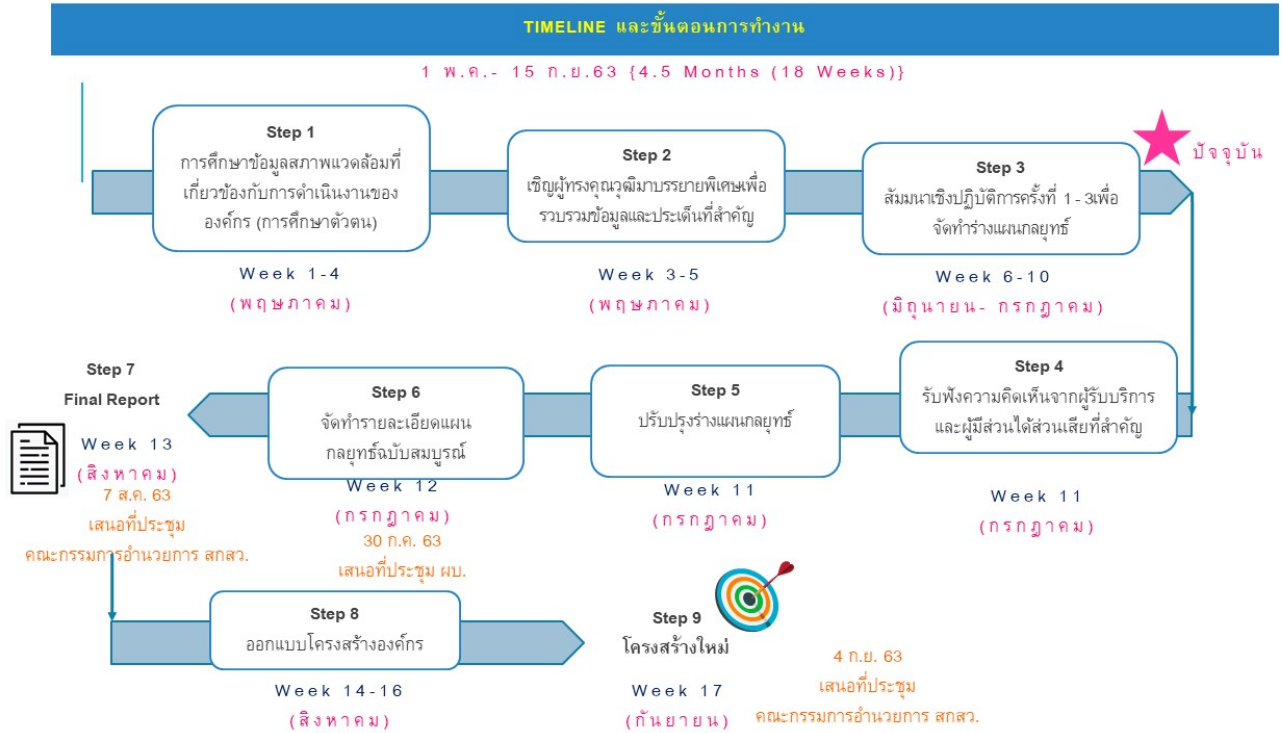 TIMELINE และขั้นตอนการทำงาน
1 พ.ค.- 15 ก.ย.63 {4.5 Months (18 Weeks)}
Step 1
การศึกษาข้อมูลสภาพแวดล้อมที่
เกี่ยวข้องกับการดำเนินงานของ
องค์กร (การศึกษาตัวตน)
Week 1-4
(พฤษภาคม)
Step 2
เชิญผู้ทรงคุณวุฒิมาบรรยายพิเศษเพื่อ
รวบรวมข้อมูลและประเด็นที่สำคัญ
Week 3-5
(พฤษภาคม)
Step 3
สัมมนาเชิงปฏิบัติการครั้งที่ 1 - 3เพื่อ
จัดทำร่างแผนกลยุทธ์
Week 6-10
(มิถุนายน- กรกฎาคม)
ปัจจุบัน
Step 4
รับฟังความคิดเห็นจากผู้รับบริการ
และผู้มีส่วนได้ส่วนเสียที่สำคัญ
Week 11
(กรกฎาคม)
Step 5
ปรับปรุงร่างแผนกลยุทธ์
Week 11
(กรกฎาคม)
Step 6
จัดทำรายละเอียดแผน
กลยุทธ์ฉบับสมบูรณ์
Week 12
(กรกฎาคม)
30 ก.ค. 63
เสนอที่ประชุม ผบ.
Step 7
Final Report
Week 13
(สิงหาคม)
7 ส.ค. 63
เสนอที่ประชุม
คณะกรรมการอำนวยการ สกสว.
Step 8
ออกแบบโครงสร้างองค์กร
Week 14-16
(สิงหาคม)
Step 9
โครงสร้างใหม่
Week 17
(กันยายน)
4 ก.ย. 63
เสนอที่ประชุม
คณะกรรมการอำนวยการ สกสว.